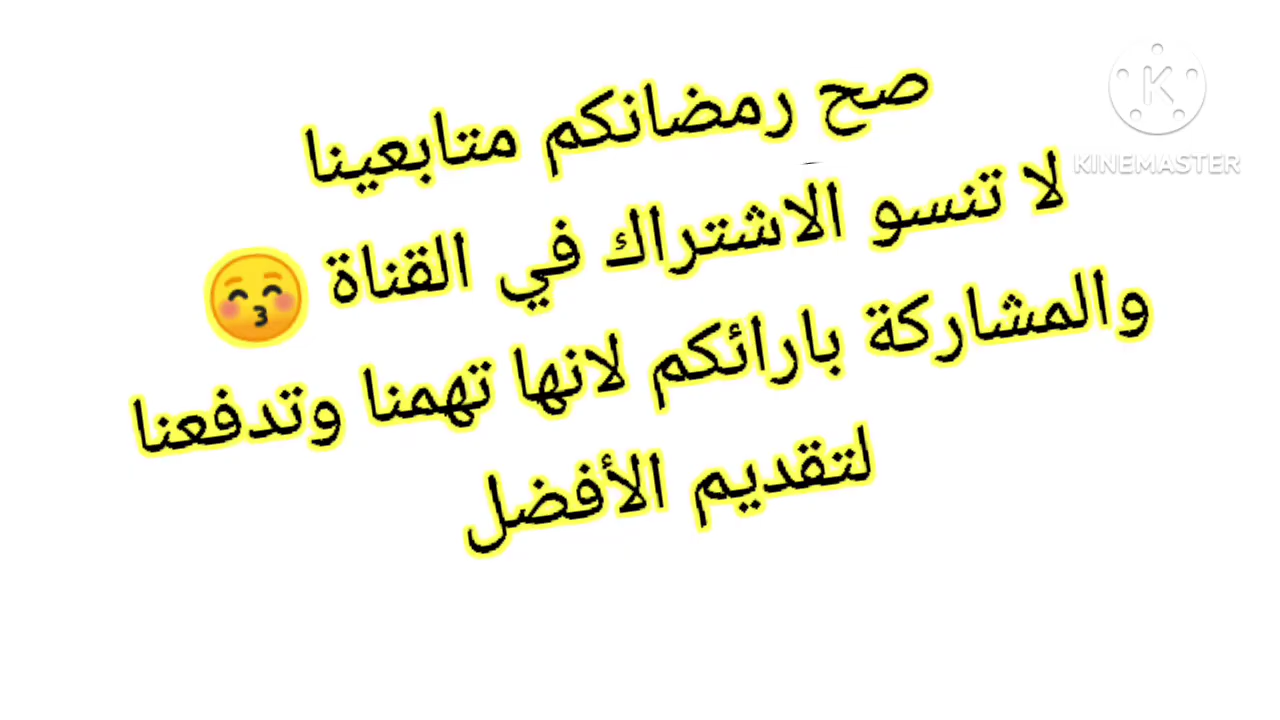 صح رمضانكم متابعينا
لا تنسو الاشتراك في القناة 😚
والمشاركة بارائكم لانها تهمنا وتدفعنا
لتقديم الأفضل
K
KINEMASTER